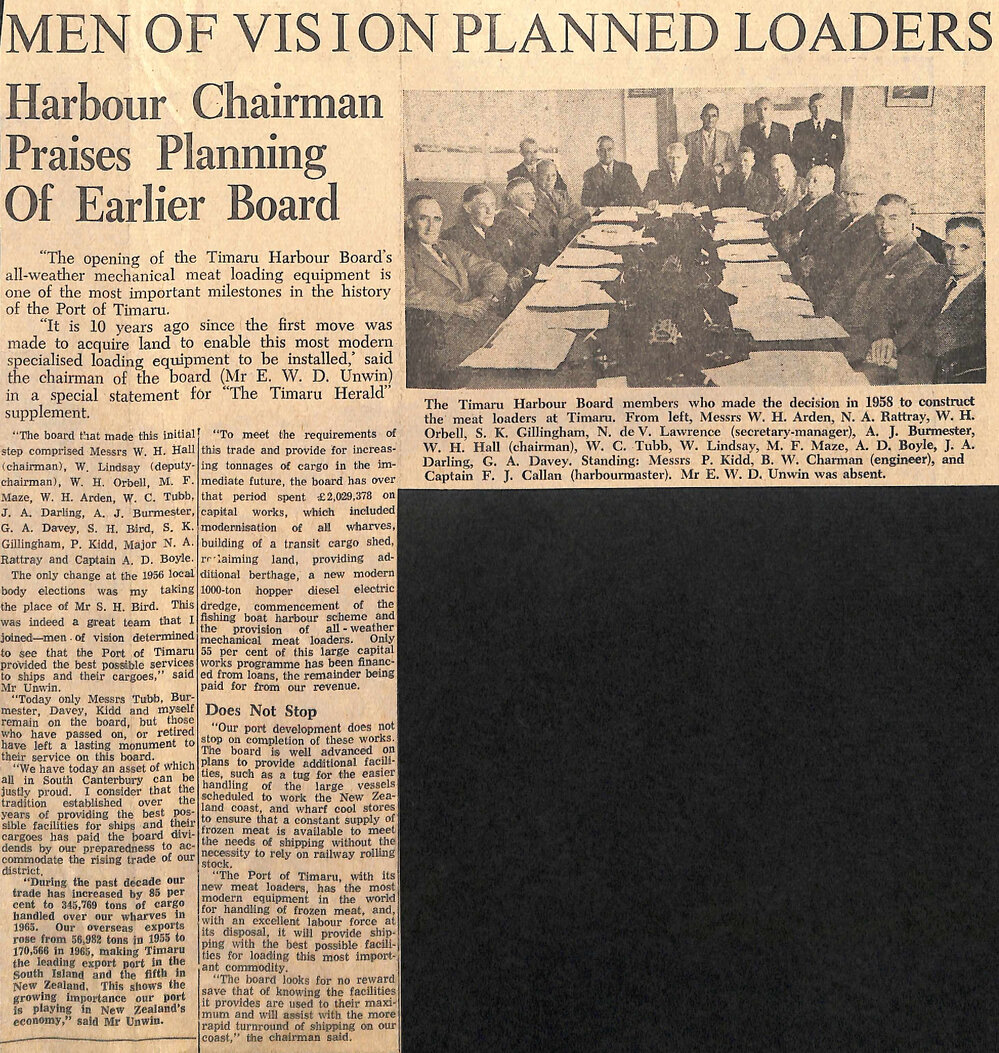 MEN OF VISION PLANNED LOADERS
Harbour Chairman
Praises Planning
Of Earlier Board
"The opening of the Timaru Harbour Board's
all-weather mechanical meat loading equipment is
one of the most important milestones in the history
of the Port of Timaru.
"It is 10 years ago since the first move was
made to acquire land to enable this most modern
specialised loading equipment to be installed,' said
the chairman of the board (Mr E. W. D. Unwin)
in a special statement for "The Timaru Herald"
supplement.
"The board that made this initial
step comprised Messrs W. H. Hall
(chairman), W. Lindsay (deputy-
chairman), W. H. Orbell, M. F.
Maze, W. H. Arden, W. C. Tubb,
J. A. Darling, A. J. Burmester,
G. A. Davey, S. H. Bird, S. K.
Gillingham, P. Kidd, Major N. A.
Rattray and Captain A. D. Boyle.
The only change at the 1956 local
body elections was my taking
the place of Mr S. H. Bird. This
was indeed a great team that I
joined—men of vision determined
to see that the Port of Timaru
provided the best possible services
to ships and their cargoes," said
Mr Unwin.
"Today only Messrs Tubb, Bur-
mester, Davey, Kidd and myself
remain on the board, but those
who have passed on, or retired
have left a lasting monument to
their service on this board.
"We have today an asset of which
all in South Canterbury can be
justly proud. I consider that the
tradition established over the
years of providing the best pos-
sible facilities for ships and their
cargoes has paid the board divi-
dends by our preparedness to ac-
commodate the rising trade of our
district.
"During the past decade our
trade has increased by 85 per
cent to 345,769 tons of cargo
handled over our wharves in
1965. Our overseas exports
rose from 56,982 tons in 1955 to
170,566 in 1965, making Timaru
the leading export port in the
South Island and the fifth in
New Zealand. This shows the
growing importance our port
is playing in New Zealand's
economy," said Mr Unwin.
"To meet the requirements of
this trade and provide for increas-
ing tonnages of cargo in the im-
mediate future, the board has over
that period spent £2,029,378 on
capital works, which included
modernisation of all wharves,
building of a transit cargo shed,
reclaiming land, providing ad-
ditional berthage, a new modern
1000-ton hopper diesel electric
dredge, commencement of the
fishing boat harbour scheme and
the provision of all-weather
mechanical meat loaders. Only
55 per cent of this large capital
works programme has been financ-
ed from loans, the remainder being
paid for from our revenue.
Does Not Stop
"Our port development does not
stop on completion of these works.
The board is well advanced on
plans to provide additional facili-
ties, such as a tug for the easier
handling of the large vessels
scheduled to work the New Zea-
land coast, and wharf cool stores
to ensure that a constant supply of
frozen meat is available to meet
the needs of shipping without the
necessity to rely on railway rolling
stock.
"The Port of Timaru, with its
new meat loaders, has the most
modern equipment in the world
for handling of frozen meat, and,
with an excellent labour force at
its disposal, it will provide ship-
ping with the best possible facili-
ties for loading this most import-
ant commodity.
"The board looks for no reward
save that of knowing the facilities
it provides are used to their maxi-
mum and will assist with the more
rapid turnround of shipping on our
coast," the chairman said.
The Timaru Harbour Board members who made the decision in 1958 to construct
the meat loaders at Timaru. From left, Messrs W. H. Arden, N. A. Rattray, W. H.
Orbell, S. K. Gillingham, N. de V. Lawrence (secretary-manager), A. J. Burmester,
W. H. Hall (chairman), W. C. Tubb, W. Lindsay, M. F. Maze, A. D. Boyle, J. A.
Darling, G. A. Davey. Standing: Messrs P. Kidd, B. W. Charman (engineer), and
Captain F. J. Callan (harbourmaster). Mr E. W. D. Unwin was absent.